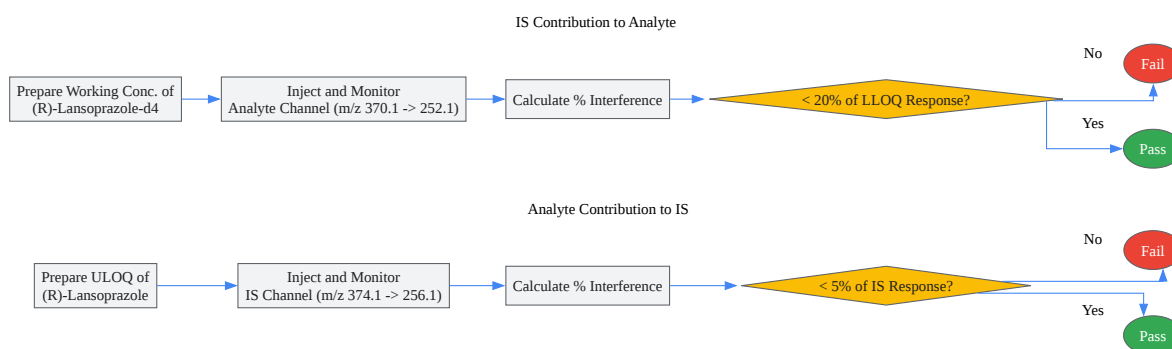 IS Contribution to Analyte
No
Fail
Prepare Working Conc. of
(R)-Lansoprazole-d4
Inject and Monitor
Analyte Channel (m/z 370.1 -> 252.1)
Calculate % Interference
< 20% of LLOQ Response?
Yes
Pass
Analyte Contribution to IS
No
Fail
Prepare ULOQ of
(R)-Lansoprazole
Inject and Monitor
IS Channel (m/z 374.1 -> 256.1)
Calculate % Interference
< 5% of IS Response?
Yes
Pass